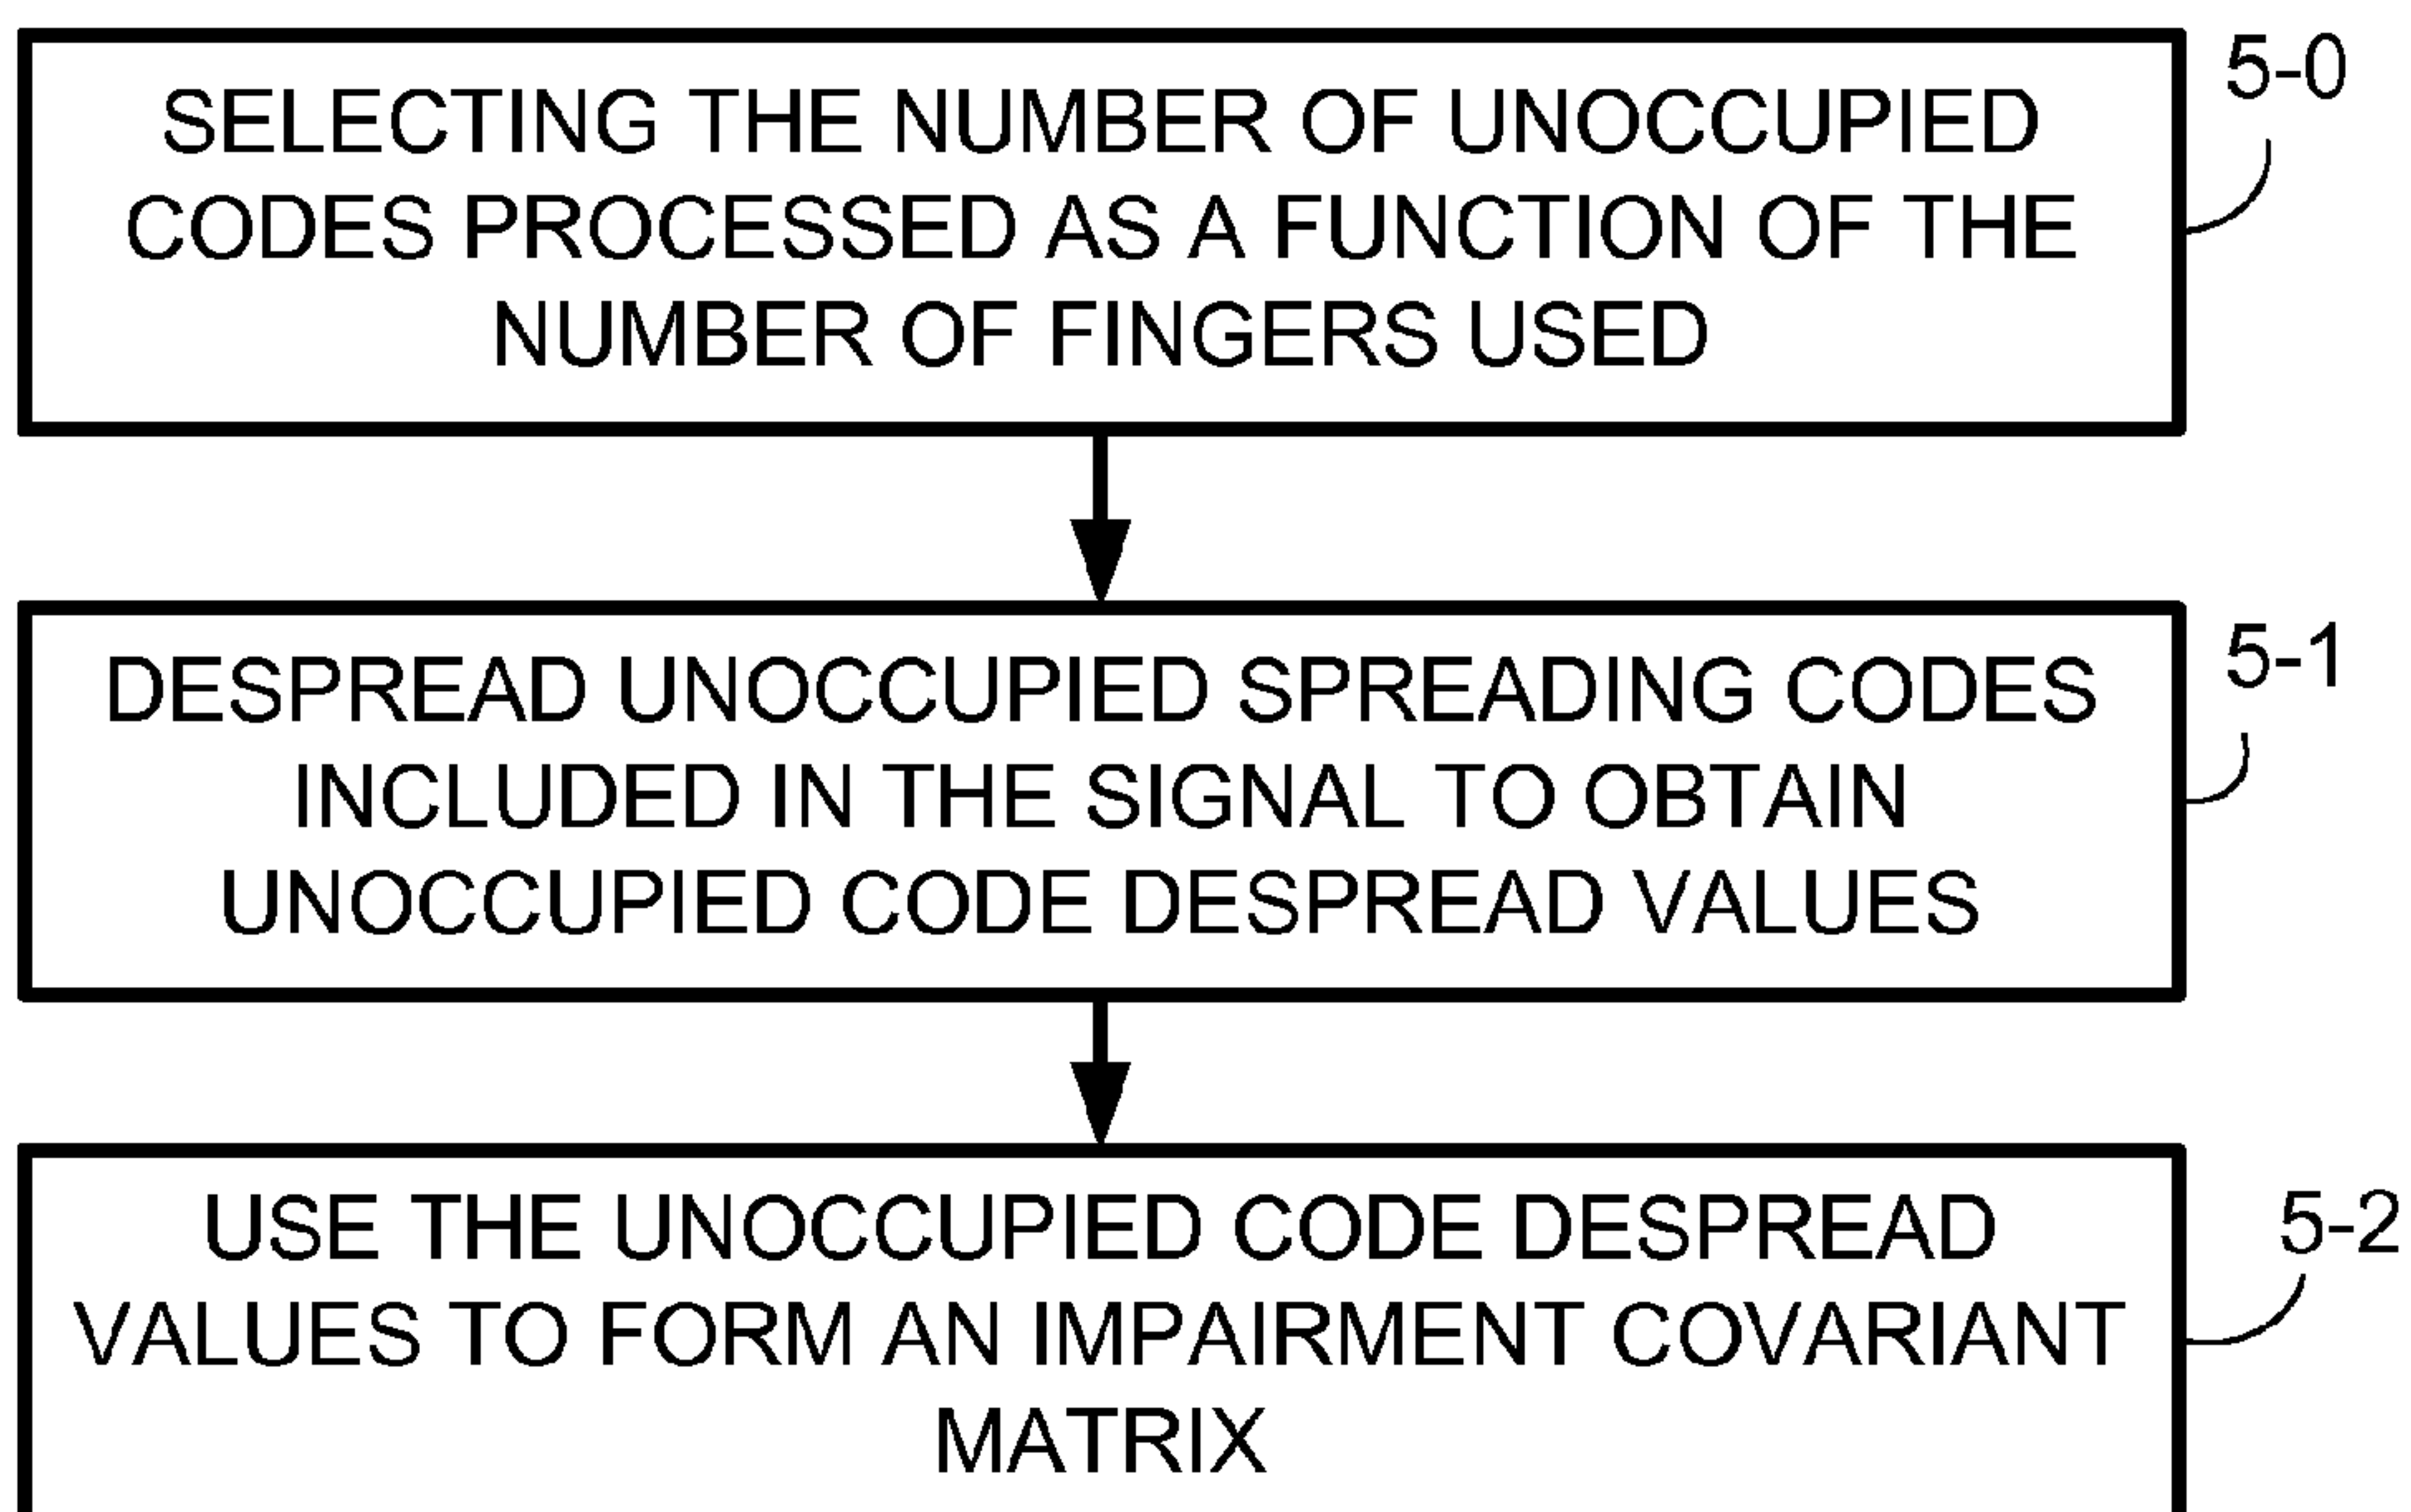 SELECTING THE NUMBER OF UNOCCUPIED
CODES PROCESSED AS A FUNCTION OF THE
NUMBER OF FINGERS USED
5-0
DESPREAD UNOCCUPIED SPREADING CODES
INCLUDED IN THE SIGNAL TO OBTAIN
UNOCCUPIED CODE DESPREAD VALUES
5-1
USE THE UNOCCUPIED CODE DESPREAD
VALUES TO FORM AN IMPAIRMENT COVARIANT
MATRIX
5-2